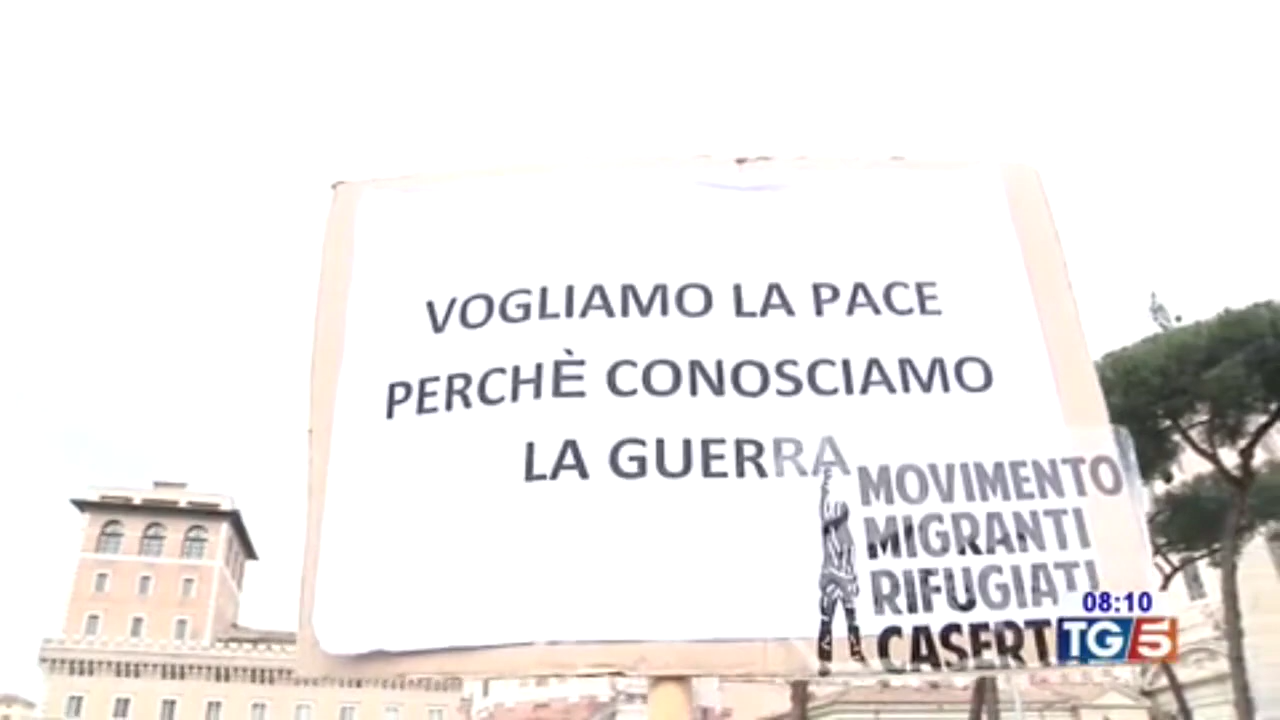 VOGLIAMO LA PACE
PERCHÈ CONOSCIAMO
LA GUERRA
MOVIMENTO
MIGRANTI
RIFUGIATI
CASERT
08:10
TG5